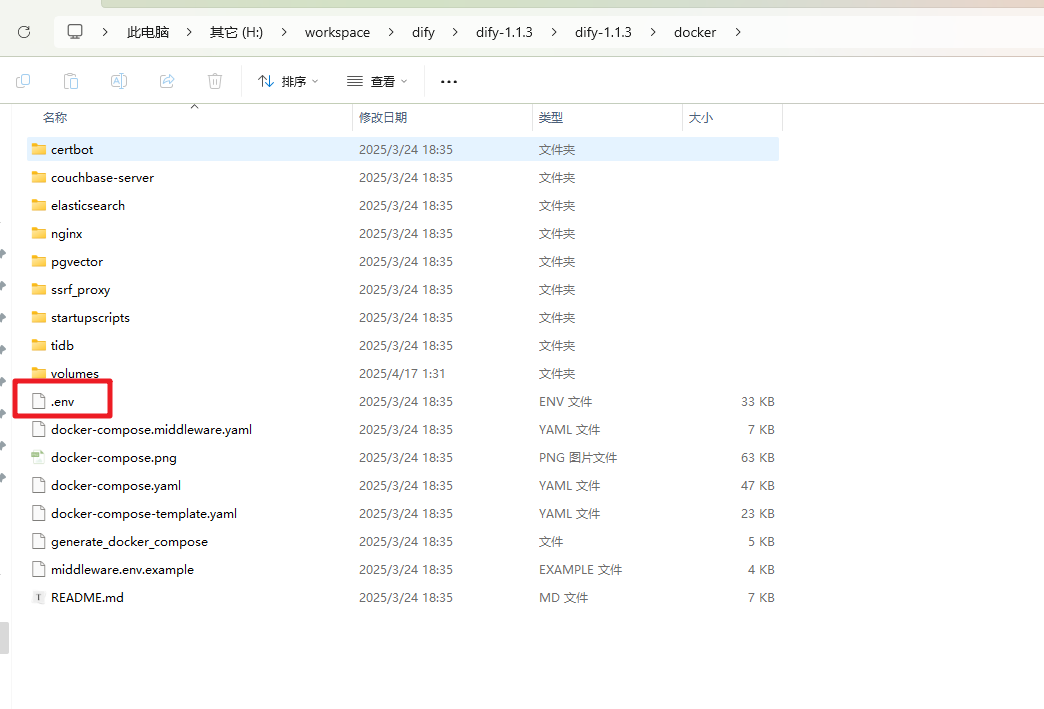 此电脑 > 其它 (H:) > workspace > dify > dify-1.1.3 > dify-1.1.3 > docker >
排序 查看 ...
名称 修改日期 类型 大小
certbot 2025/3/24 18:35 文件夹
couchbase-server 2025/3/24 18:35 文件夹
elasticsearch 2025/3/24 18:35 文件夹
nginx 2025/3/24 18:35 文件夹
pgvector 2025/3/24 18:35 文件夹
ssrf_proxy 2025/3/24 18:35 文件夹
startupscripts 2025/3/24 18:35 文件夹
tidb 2025/3/24 18:35 文件夹
volumes 2025/4/17 1:31 文件夹
.env 2025/3/24 18:35 ENV 文件 33 KB
docker-compose.middleware.yaml 2025/3/24 18:35 YAML 文件 7 KB
docker-compose.png 2025/3/24 18:35 PNG 图片文件 63 KB
docker-compose.yaml 2025/3/24 18:35 YAML 文件 47 KB
docker-compose-template.yaml 2025/3/24 18:35 YAML 文件 23 KB
generate_docker_compose 2025/3/24 18:35 文件 5 KB
middleware.env.example 2025/3/24 18:35 EXAMPLE 文件 4 KB
README.md 2025/3/24 18:35 MD 文件 7 KB